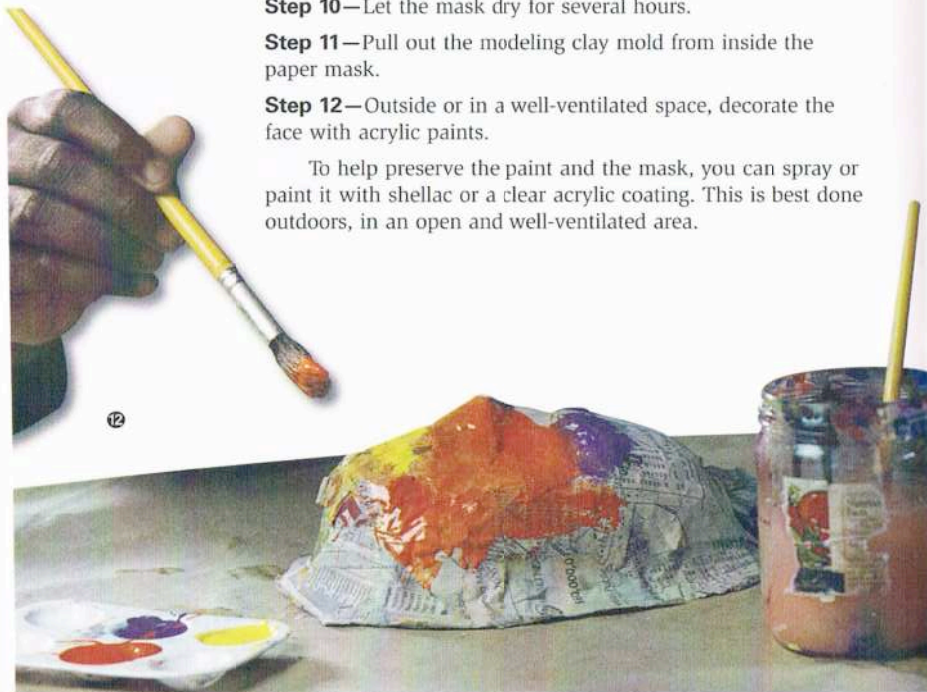 Step 10—Let the mask dry for several hours.
Step 11—Pull out the modeling clay mold from inside the
paper mask.
Step 12—Outside or in a well-ventilated space, decorate the
face with acrylic paints.
To help preserve the paint and the mask, you can spray or
paint it with shellac or a clear acrylic coating. This is best done
outdoors, in an open and well-ventilated area.
⓬